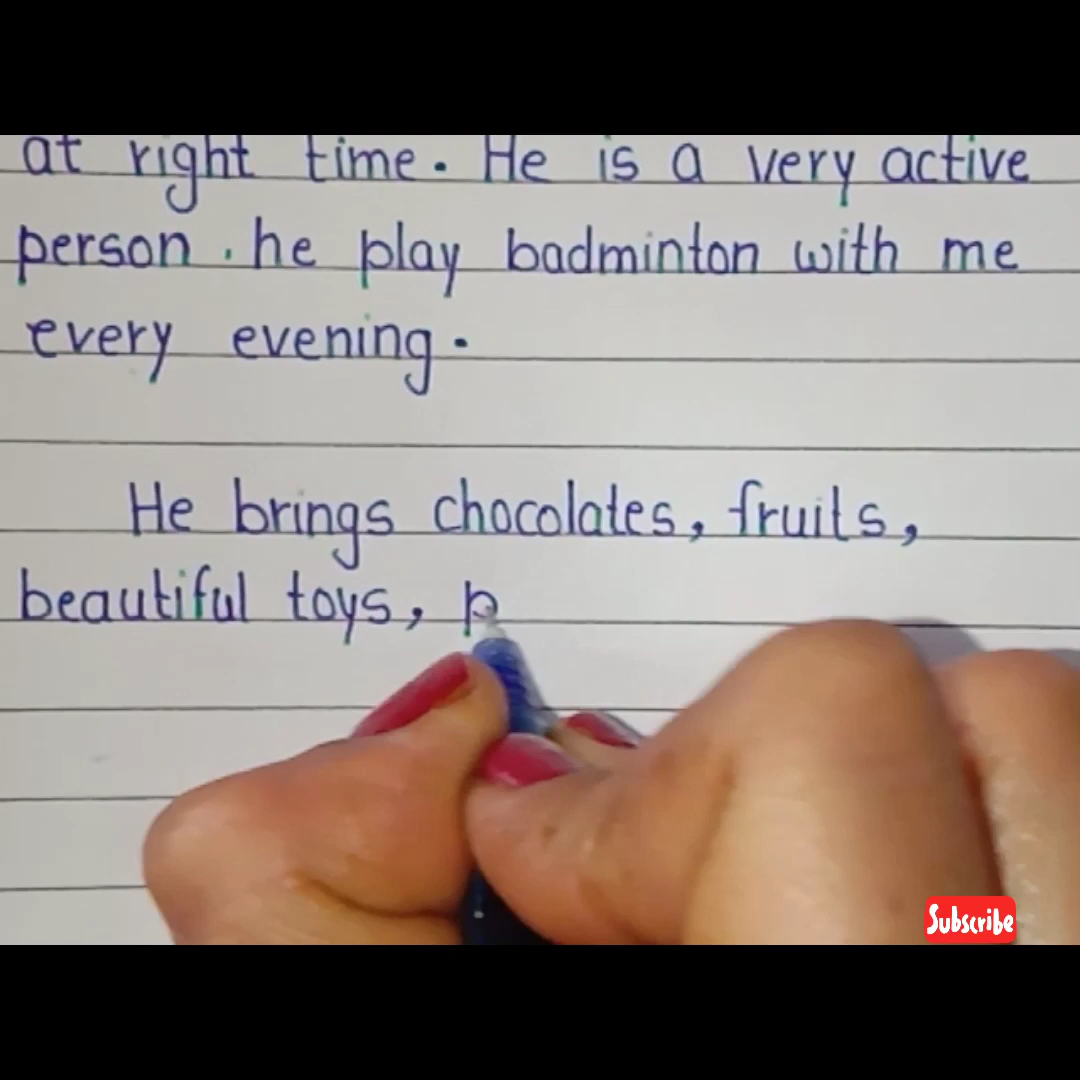 at right time. He is a very active
person. he play badminton with me
every evening.
He brings chocolates, fruits,
beautiful toys, p
Subscribe